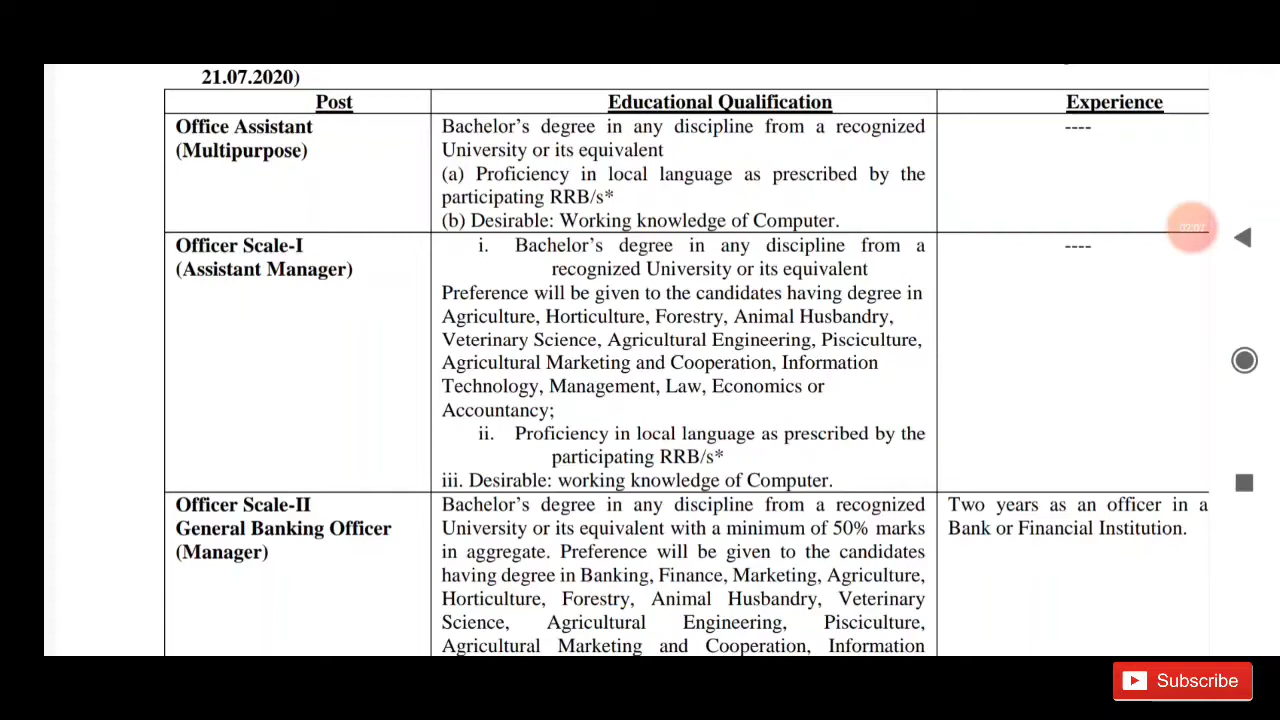 21.07.2020)
Post
Educational Qualification
Experience
Office Assistant
(Multipurpose)
Bachelor's degree in any discipline from a recognized
University or its equivalent
(a) Proficiency in local language as prescribed by the
participating RRB/s*
(b) Desirable: Working knowledge of Computer.
----
Officer Scale-I
(Assistant Manager)
i. Bachelor's degree in any discipline from a
recognized University or its equivalent
Preference will be given to the candidates having degree in
Agriculture, Horticulture, Forestry, Animal Husbandry,
Veterinary Science, Agricultural Engineering, Pisciculture,
Agricultural Marketing and Cooperation, Information
Technology, Management, Law, Economics or
Accountancy;
ii. Proficiency in local language as prescribed by the
participating RRB/s*
iii. Desirable: working knowledge of Computer.
----
Officer Scale-II
General Banking Officer
(Manager)
Bachelor's degree in any discipline from a recognized
University or its equivalent with a minimum of 50% marks
in aggregate. Preference will be given to the candidates
having degree in Banking, Finance, Marketing, Agriculture,
Horticulture, Forestry, Animal Husbandry, Veterinary
Science, Agricultural Engineering, Pisciculture,
Agricultural Marketing and Cooperation, Information
Two years as an officer in a
Bank or Financial Institution.
Subscribe